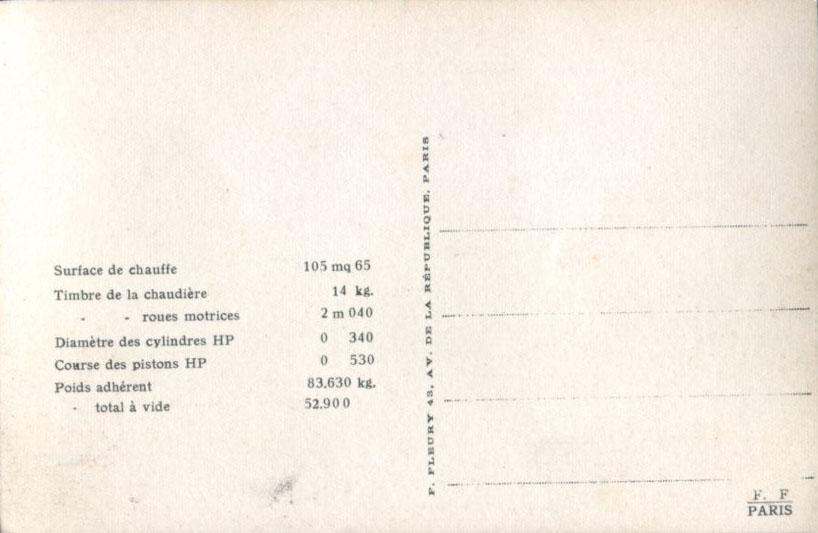 Surface de chauffe 105 mq 65
Timbre de la chaudière 14 kg.
- - roues motrices 2 m 040
Diamètre des cylindres HP 0 340
Course des pistons HP 0 530
Poids adhérent 83.630 kg.
- total à vide 52.900
F. FLEURY 43, AV. DE LA RÉPUBLIQUE, PARIS
F. F
PARIS